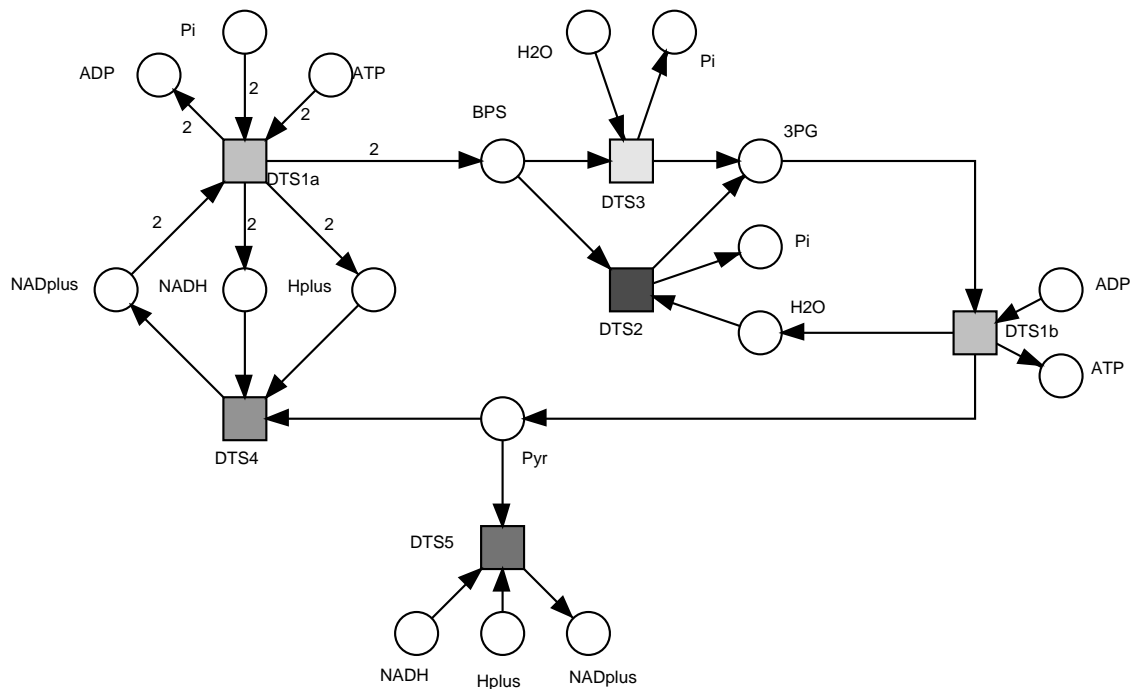 Pi
ADP
ATP
2
2
2
DTS1a
2
2
2
2
NADplus
NADH
Hplus
DTS4
H2O
Pi
BPS
3PG
DTS3
Pi
DTS2
H2O
ADP
DTS1b
ATP
Pyr
DTS5
NADH
Hplus
NADplus